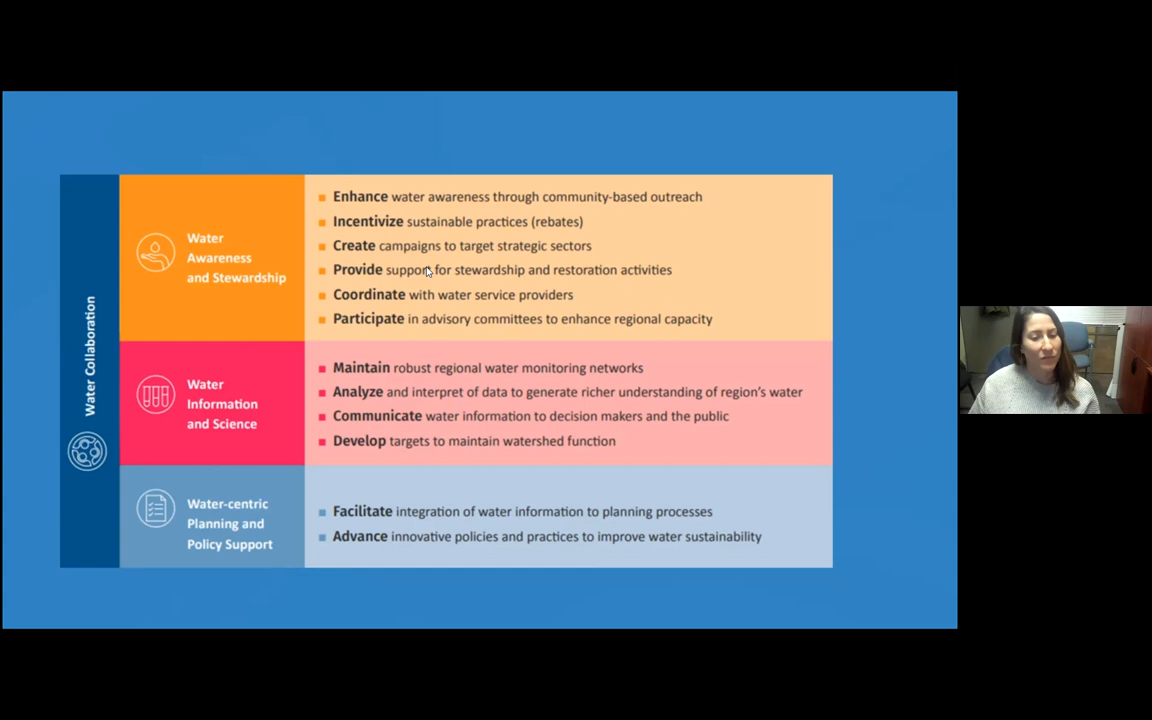 Water Collaboration
Water
Awareness
and Stewardship
Enhance water awareness through community-based outreach
Incentivize sustainable practices (rebates)
Create campaigns to target strategic sectors
Provide support for stewardship and restoration activities
Coordinate with water service providers
Participate in advisory committees to enhance regional capacity
Water
Information
and Science
Maintain robust regional water monitoring networks
Analyze and interpret of data to generate richer understanding of region's water
Communicate water information to decision makers and the public
Develop targets to maintain watershed function
Water-centric
Planning and
Policy Support
Facilitate integration of water information to planning processes
Advance innovative policies and practices to improve water sustainability